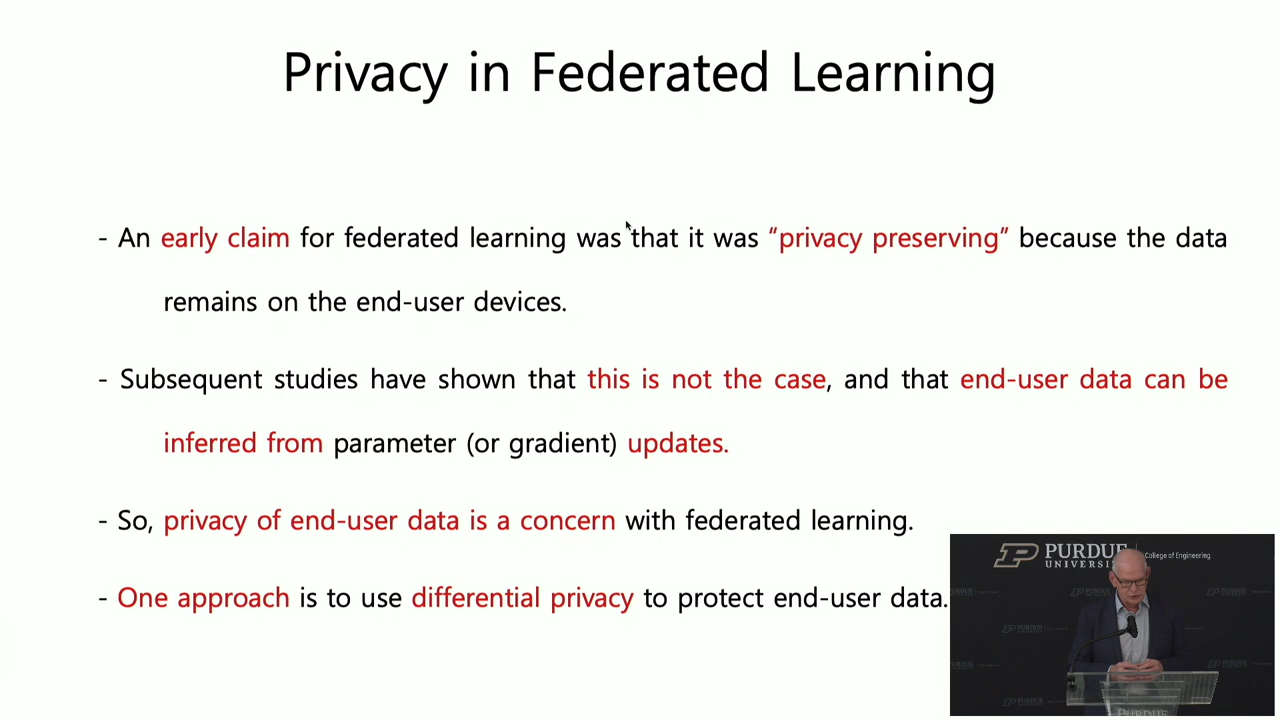 Privacy in Federated Learning
- An early claim for federated learning was that it was “privacy preserving” because the data
remains on the end-user devices.
- Subsequent studies have shown that this is not the case, and that end-user data can be
inferred from parameter (or gradient) updates.
- So, privacy of end-user data is a concern with federated learning.
- One approach is to use differential privacy to protect end-user data.
PURDUE
UNIVERSITY
College of Engineering
PURDUE